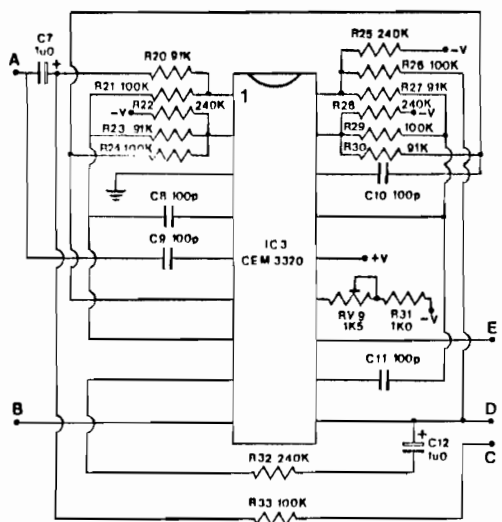 C7
1u0
A
+
R20 91K
R21 100K
R22
240K
-V
R23 91K
R24 100K
1
R25 240K
-V
R26 100K
R27 91K
R28
240K
-V
R29
100K
R30
91K
C10 100p
C8 100p
C9 100p
IC3
CEM 3320
+V
RV9
1K5
R31
1K0
-V
E
C11 100p
B
D
+
C12
1u0
C
R32 240K
R33 100K